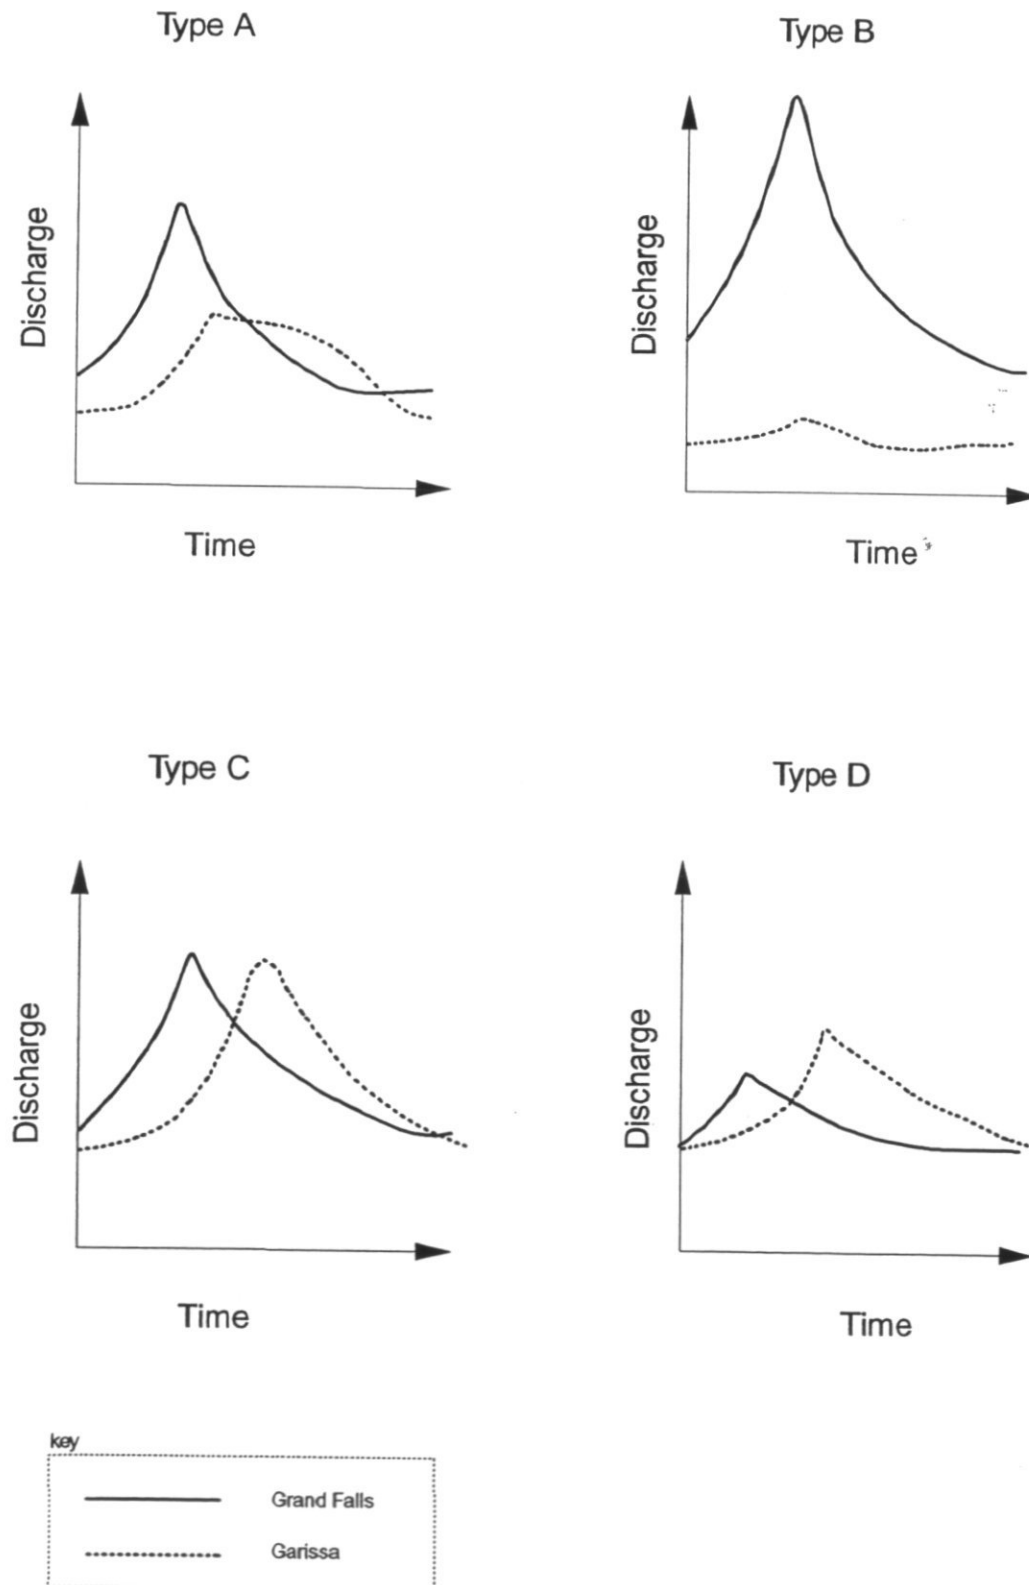 Type A
Type B
Discharge
Discharge
Time
Time
Type C
Type D
Discharge
Discharge
Time
Time
key
Grand Falls
Garissa